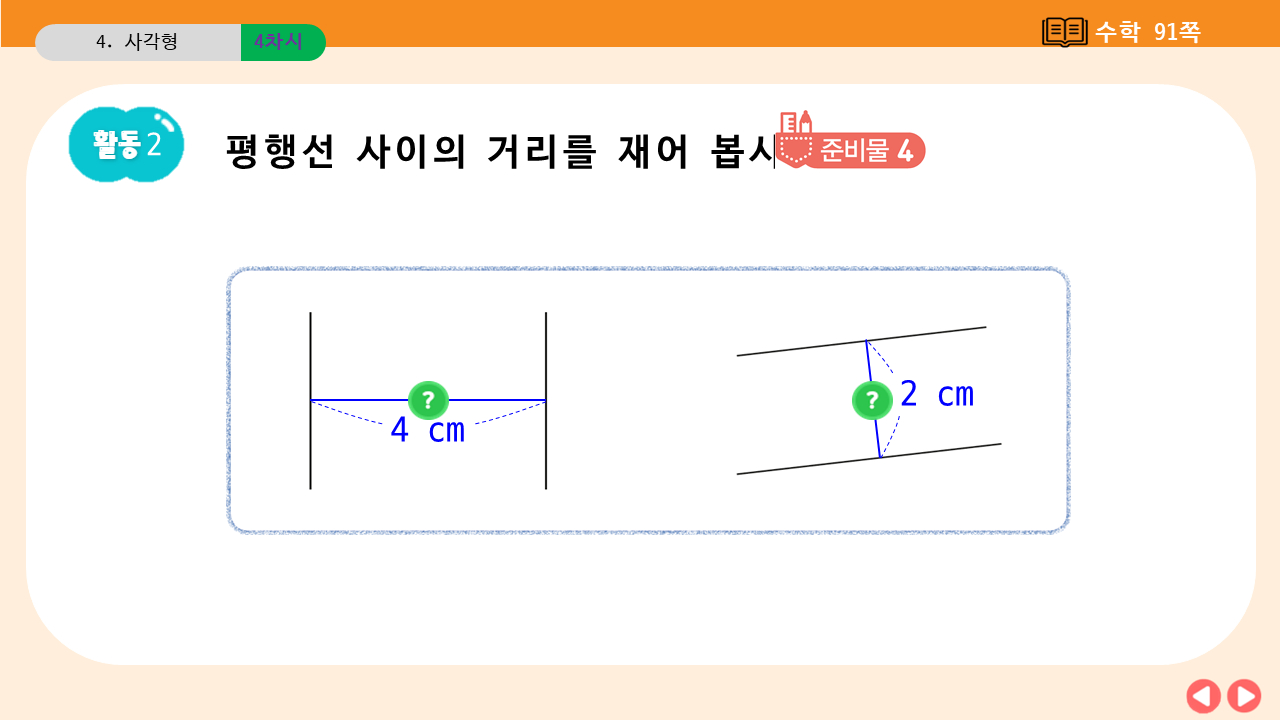 4. 사각형
4차시
수학 91쪽
활동 2
평행선 사이의 거리를 재어 봅시
준비물 4
?
4 cm
?
2 cm